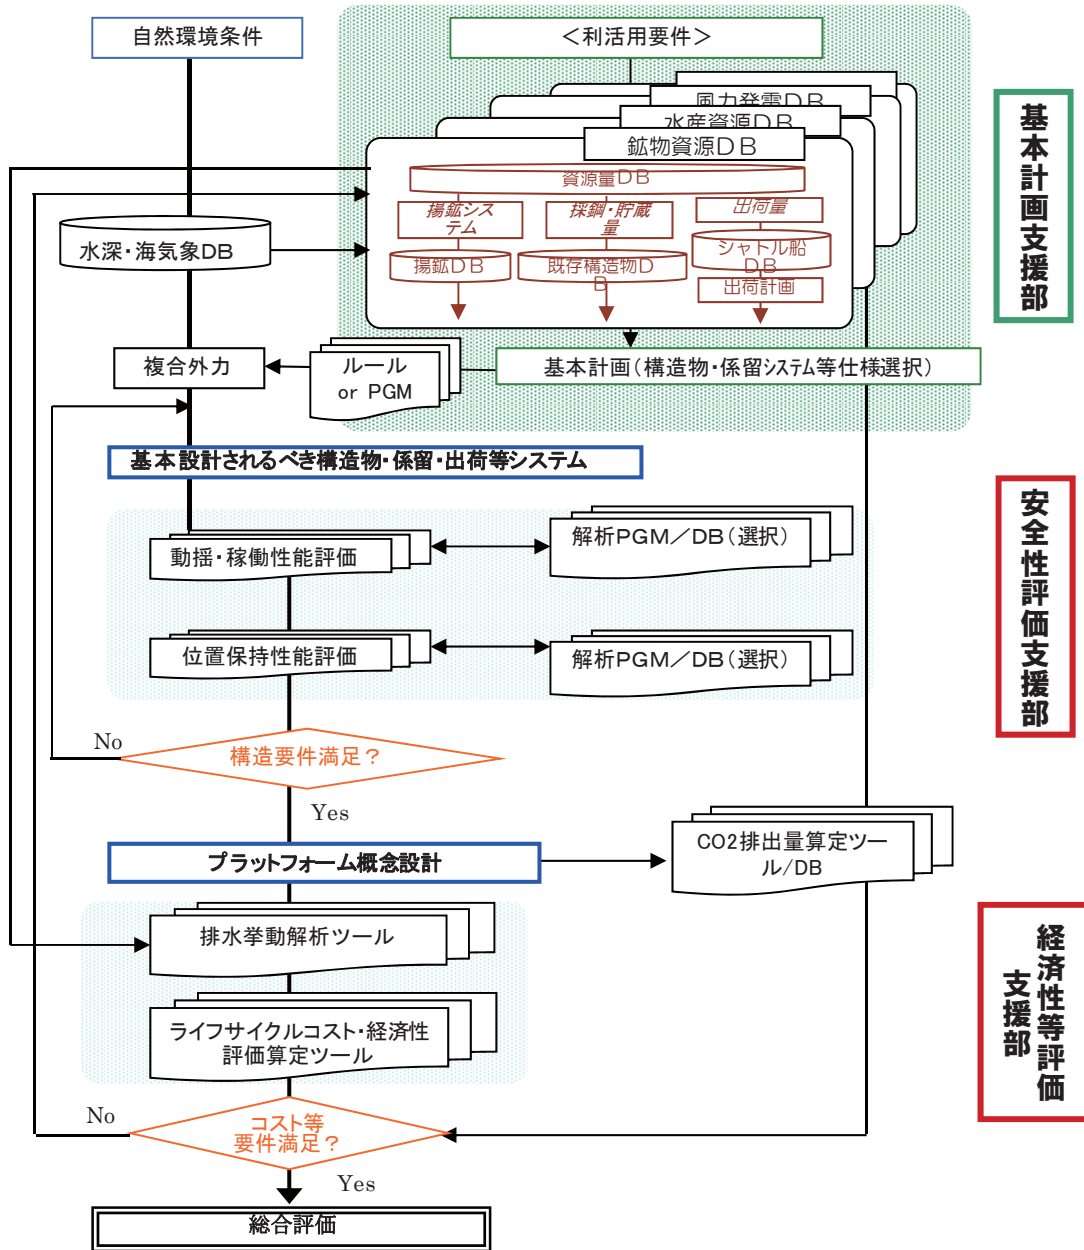 自然環境条件
＜利活用要件＞
風力発電ＤＢ
水産資源ＤＢ
鉱物資源ＤＢ
資源量ＤＢ
揚鉱シス
テム
採鋼・貯蔵
量
出荷量
揚鉱ＤＢ
既存構造物Ｄ
Ｂ
シャトル船
ＤＢ
出荷計画
水深・海気象ＤＢ
基本計画支援部
複合外力
ルール
or PGM
基本計画（構造物・係留システム等仕様選択）
基本設計されるべき構造物・係留・出荷等システム
動揺・稼働性能評価
解析ＰＧＭ／ＤＢ（選択）
位置保持性能評価
解析ＰＧＭ／ＤＢ（選択）
安全性評価支援部
No
構造要件満足？
Yes
プラットフォーム概念設計
CO2排出量算定ツー
ル/DB
排水挙動解析ツール
ライフサイクルコスト・経済性
評価算定ツール
経済性等評価
支援部
No
コスト等
要件満足？
Yes
総合評価